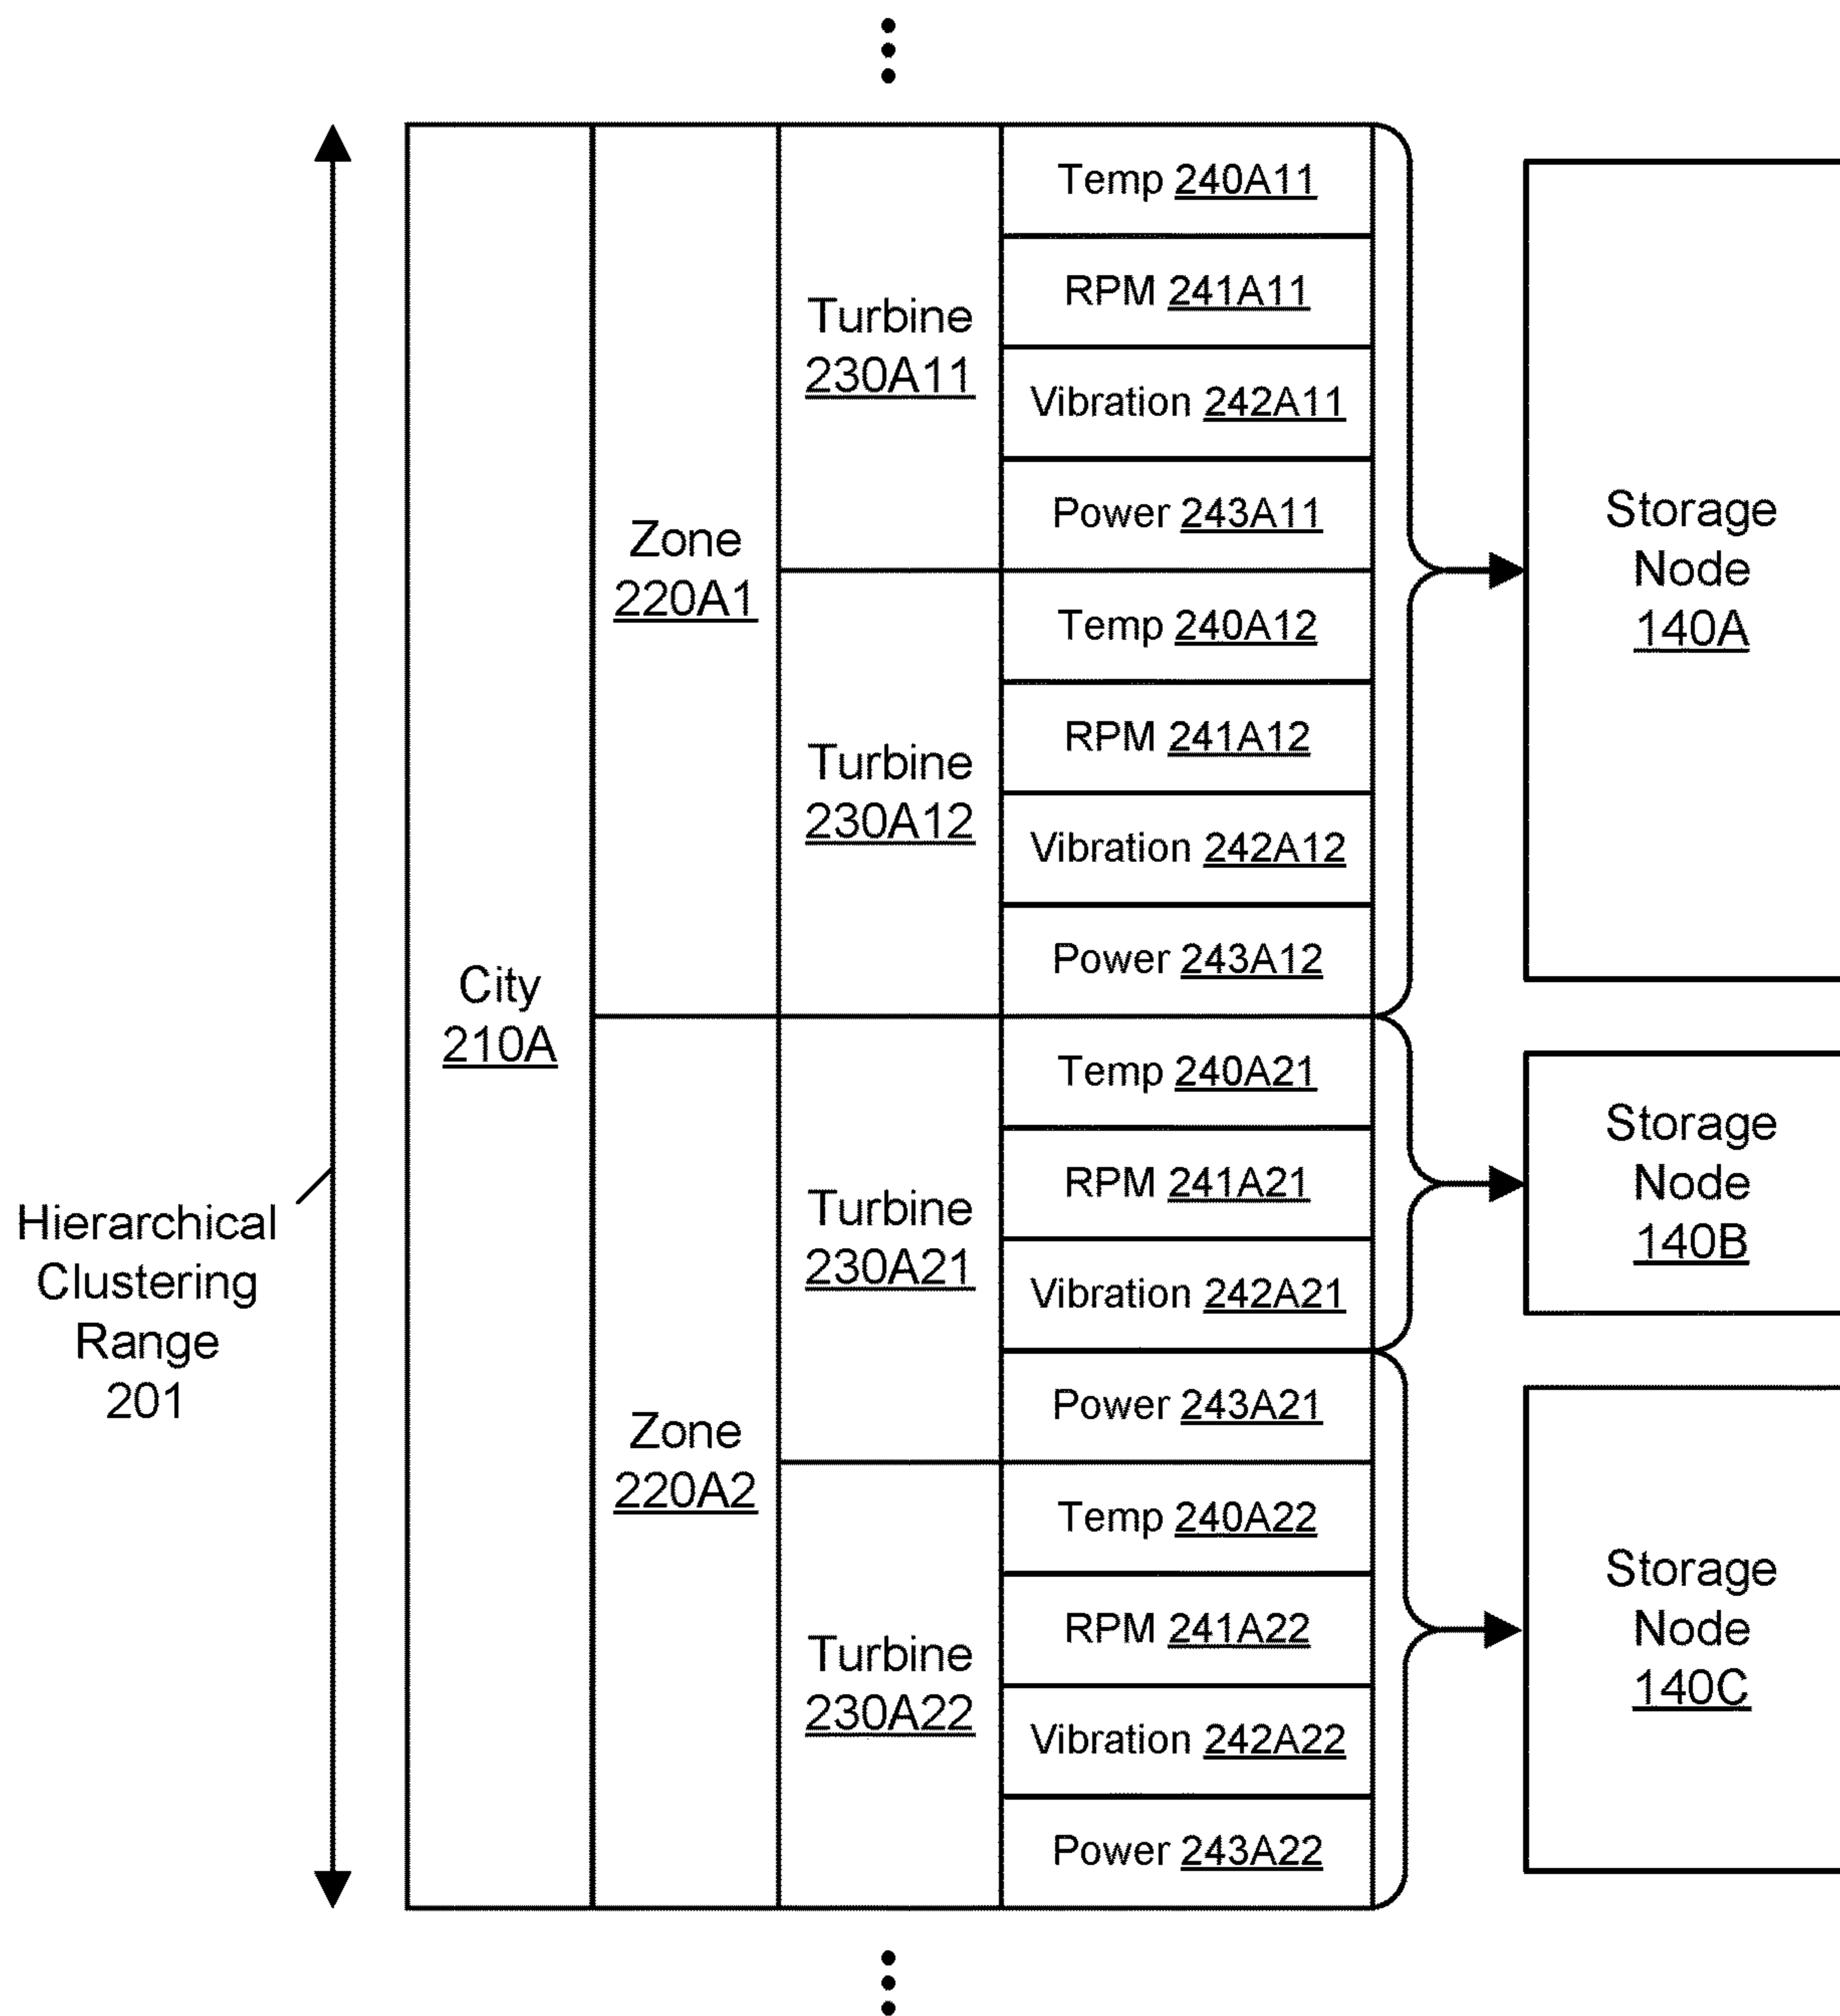 Temp 240A11
RPM 241A11
Turbine
230A11
Vibration 242A11
Power 243A11
Storage
Node
140A
Zone
220A1
Temp 240A12
RPM 241A12
Turbine
230A12
Vibration 242A12
Power 243A12
City
210A
Temp 240A21
RPM 241A21
Storage
Node
140B
Turbine
230A21
Hierarchical
Clustering
Range
201
Vibration 242A21
Power 243A21
Zone
220A2
Temp 240A22
RPM 241A22
Storage
Node
140C
Turbine
230A22
Vibration 242A22
Power 243A22